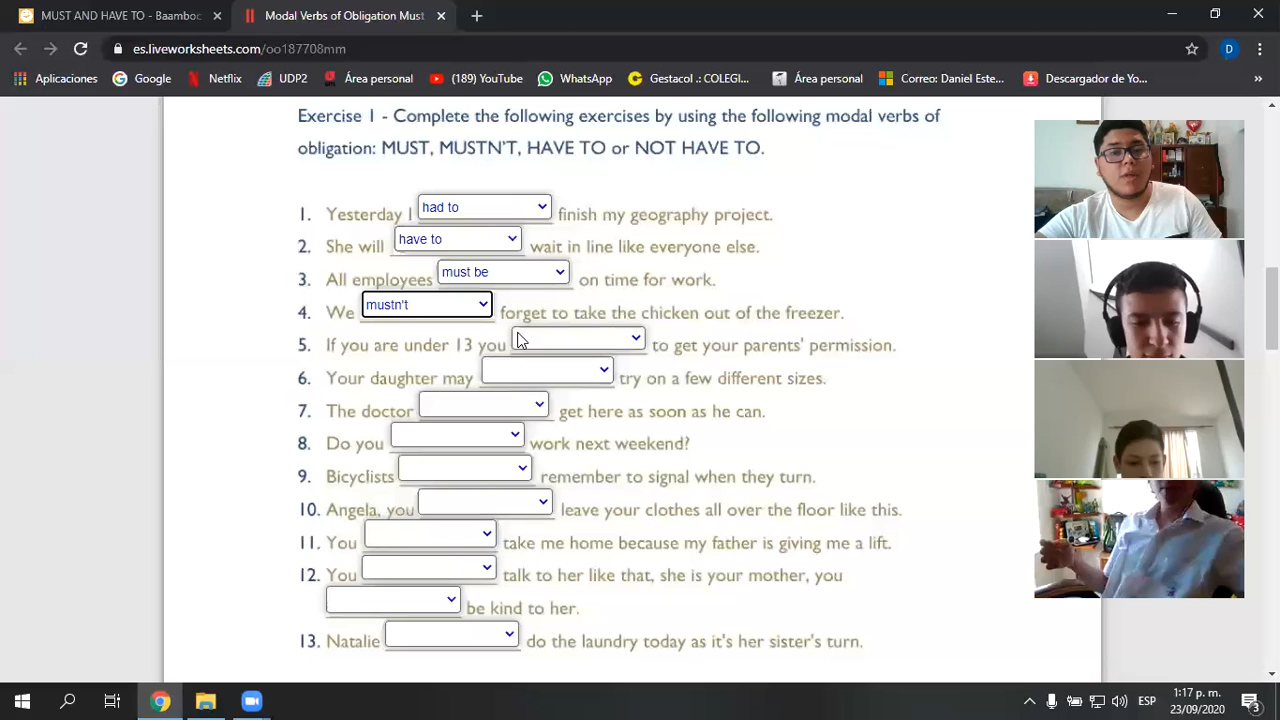 MUST AND HAVE TO - Baamboo
Modal Verbs of Obligation Must
es.liveworksheets.com/oo187708mm
D
Aplicaciones Google Netflix UDP2 Área personal (189) YouTube WhatsApp Gestacol .: COLEGI... Área personal Correo: Daniel Este... Descargador de Yo...
Exercise 1 - Complete the following exercises by using the following modal verbs of
obligation: MUST, MUSTN'T, HAVE TO or NOT HAVE TO.
1. Yesterday I had to finish my geography project.
2. She will have to wait in line like everyone else.
3. All employees must be on time for work.
4. We mustn't forget to take the chicken out of the freezer.
5. If you are under 13 you to get your parents' permission.
6. Your daughter may try on a few different sizes.
7. The doctor get here as soon as he can.
8. Do you work next weekend?
9. Bicyclists remember to signal when they turn.
10. Angela, you leave your clothes all over the floor like this.
11. You take me home because my father is giving me a lift.
12. You talk to her like that, she is your mother, you
be kind to her.
13. Natalie do the laundry today as it's her sister's turn.
ESP
1:17 p. m.
23/09/2020
3